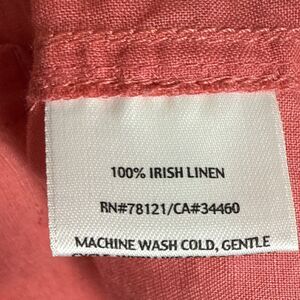 100% IRISH LINEN
RN#78121/CA#34460
MACHINE WASH COLD, GENTLE